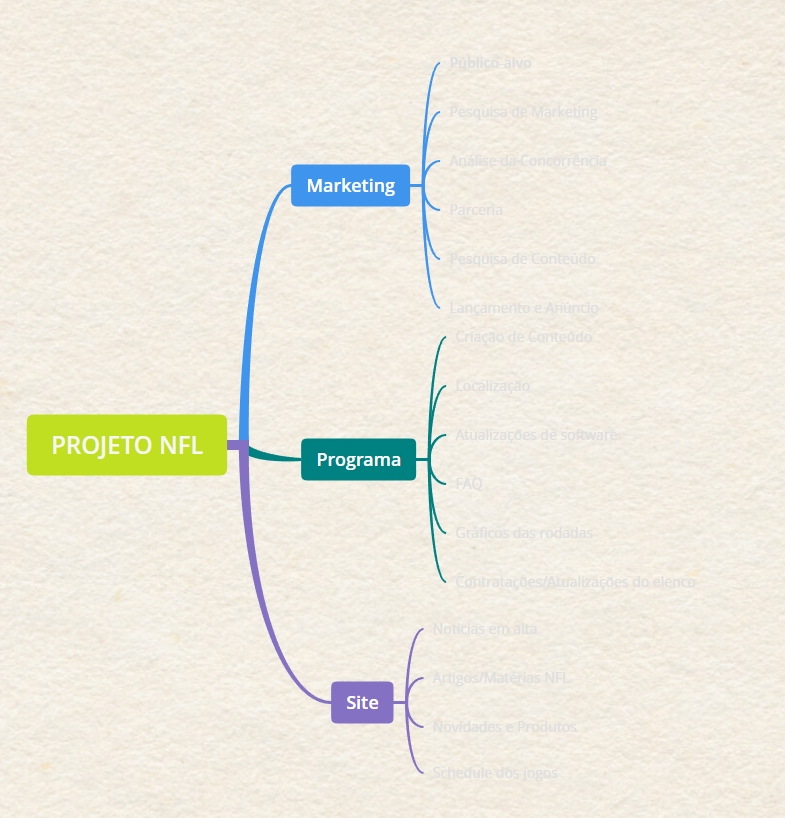 PROJETO NFL
Marketing
Público alvo
Pesquisa de Marketing
Análise da Concorrência
Parceria
Pesquisa de Conteúdo
Lançamento e Anúncio
Programa
Criação de Conteúdo
Localização
Atualizações de software
FAQ
Gráficos das rodadas
Contratações/Atualizações do elenco
Site
Notícias em alta
Artigos/Matérias NFL
Novidades e Produtos
Schedule dos jogos